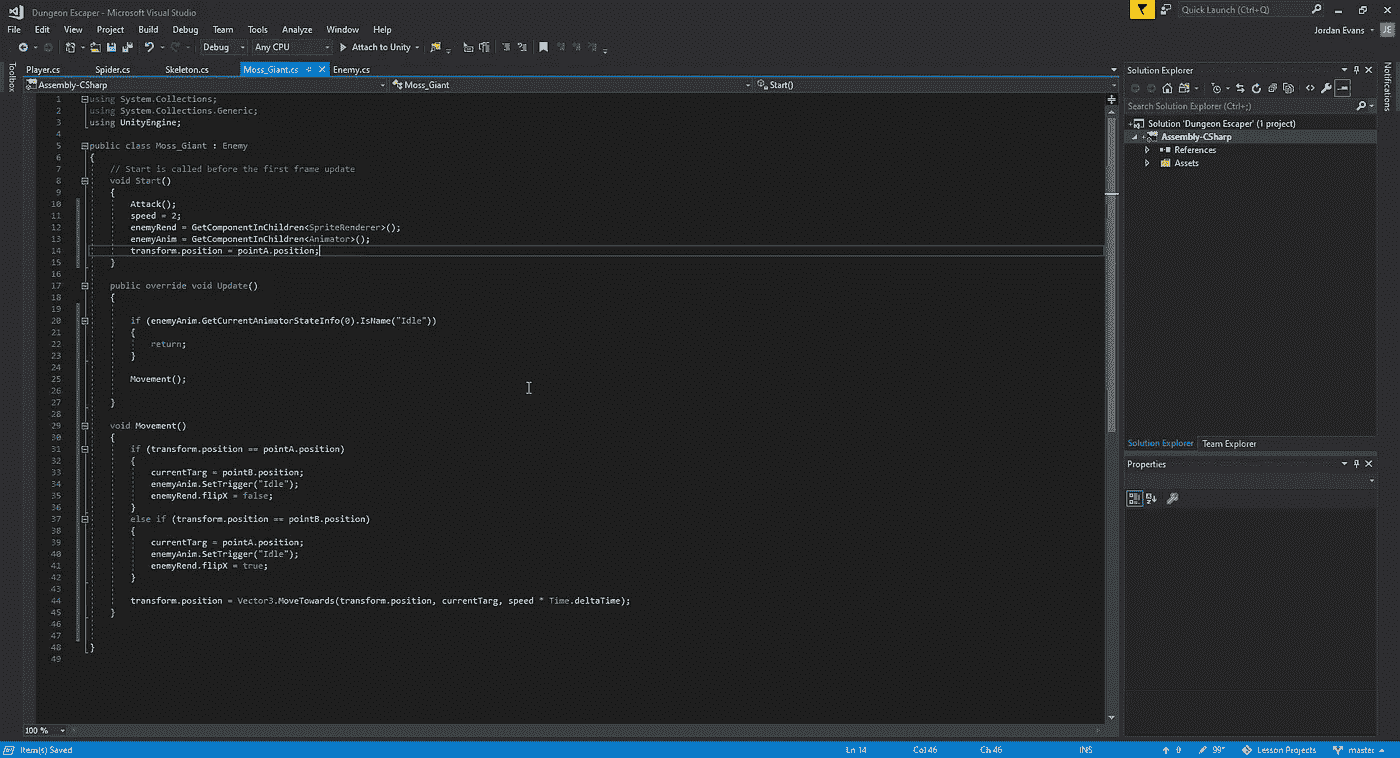 Dungeon Escaper - Microsoft Visual Studio
Quick Launch (Ctrl+Q)
File Edit View Project Build Debug Team Tools Analyze Window Help
Jordan Evans JE
Debug Any CPU Attach to Unity
Toolbox
Player.cs Spider.cs Skeleton.cs Moss_Giant.cs Enemy.cs
Assembly-CSharp Moss_Giant Start()
1 using System.Collections;
2 using System.Collections.Generic;
3 using UnityEngine;
4
5 public class Moss_Giant : Enemy
6 {
7 // Start is called before the first frame update
8 void Start()
9 {
10 Attack();
11 speed = 2;
12 enemyRend = GetComponentInChildren<SpriteRenderer>();
13 enemyAnim = GetComponentInChildren<Animator>();
14 transform.position = pointA.position;
15 }
16
17 public override void Update()
18 {
19
20 if (enemyAnim.GetCurrentAnimatorStateInfo(0).IsName("Idle"))
21 {
22 return;
23 }
24
25 Movement();
26
27 }
28
29 void Movement()
30 {
31 if (transform.position == pointA.position)
32 {
33 currentTarg = pointB.position;
34 enemyAnim.SetTrigger("Idle");
35 enemyRend.flipX = false;
36 }
37 else if (transform.position == pointB.position)
38 {
39 currentTarg = pointA.position;
40 enemyAnim.SetTrigger("Idle");
41 enemyRend.flipX = true;
42 }
43
44 transform.position = Vector3.MoveTowards(transform.position, currentTarg, speed * Time.deltaTime);
45 }
46
47
48 }
49
100 %
Solution Explorer
Search Solution Explorer (Ctrl+;)
Solution 'Dungeon Escaper' (1 project)
Assembly-CSharp
References
Assets
Solution Explorer Team Explorer
Properties
Notifications
Item(s) Saved Ln 14 Col 46 Ch 46 INS 0 99* Lesson Projects master